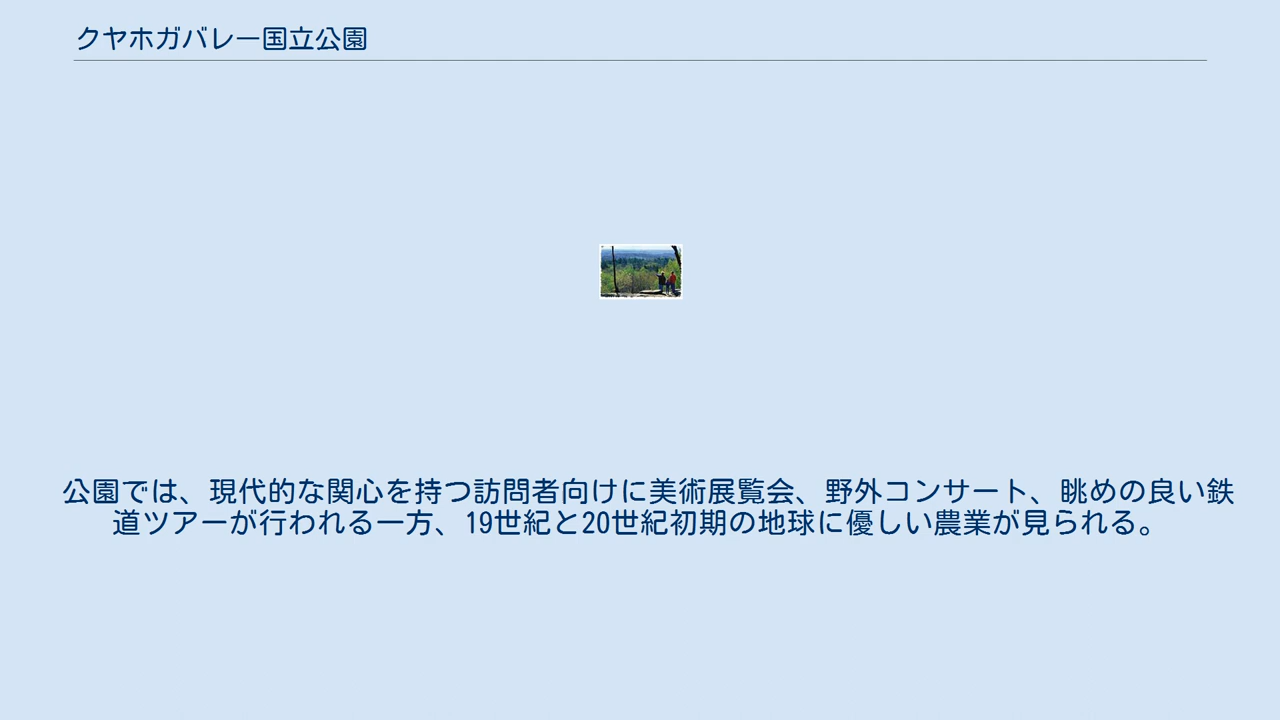 クヤホガバレー国立公園
公園では、現代的な関心を持つ訪問者向けに美術展覧会、野外コンサート、眺めの良い鉄
道ツアーが行われる一方、19世紀と20世紀初期の地球に優しい農業が見られる。